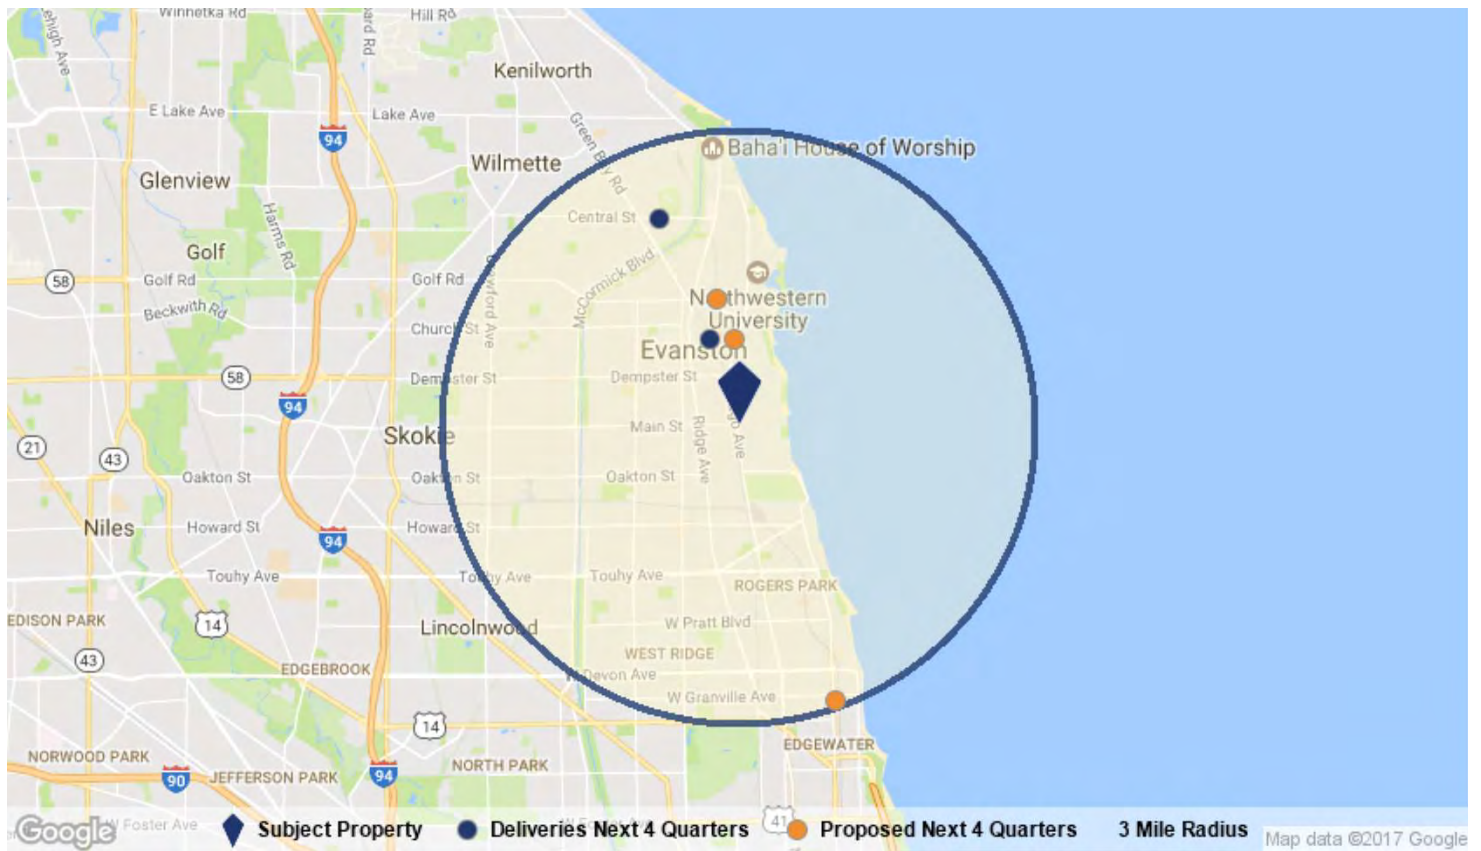 Winnetka Rd
Hill Rd
Lehigh Ave
Kenilworth
E Lake Ave
Lake Ave
94
Green Bay Rd
Baha'i House of Worship
Wilmette
Glenview
Harms Rd
Central St
Golf
McCormick Blvd
58
Golf Rd
Golf Rd
Crawford Ave
Northwestern
University
Beckwith Rd
Church St
Evanston
58
Dempster St
Dempster St
94
Main St
Skokie
21
43
Ridge Ave
Oakton St
Oakton St
Oakton St
Niles
Howard St
Howard St
94
Touhy Ave
Touhy Ave
Touhy Ave
ROGERS PARK
EDISON PARK
14
Lincolnwood
W Pratt Blvd
43
EDGEBROOK
WEST RIDGE
W Devon Ave
W Granville Ave
14
EDGEWATER
NORWOOD PARK
90
JEFFERSON PARK
94
NORTH PARK
Google
W Foster Ave
Subject Property
Deliveries Next 4 Quarters
W Foster Ave
41
Proposed Next 4 Quarters
3 Mile Radius
Map data ©2017 Google